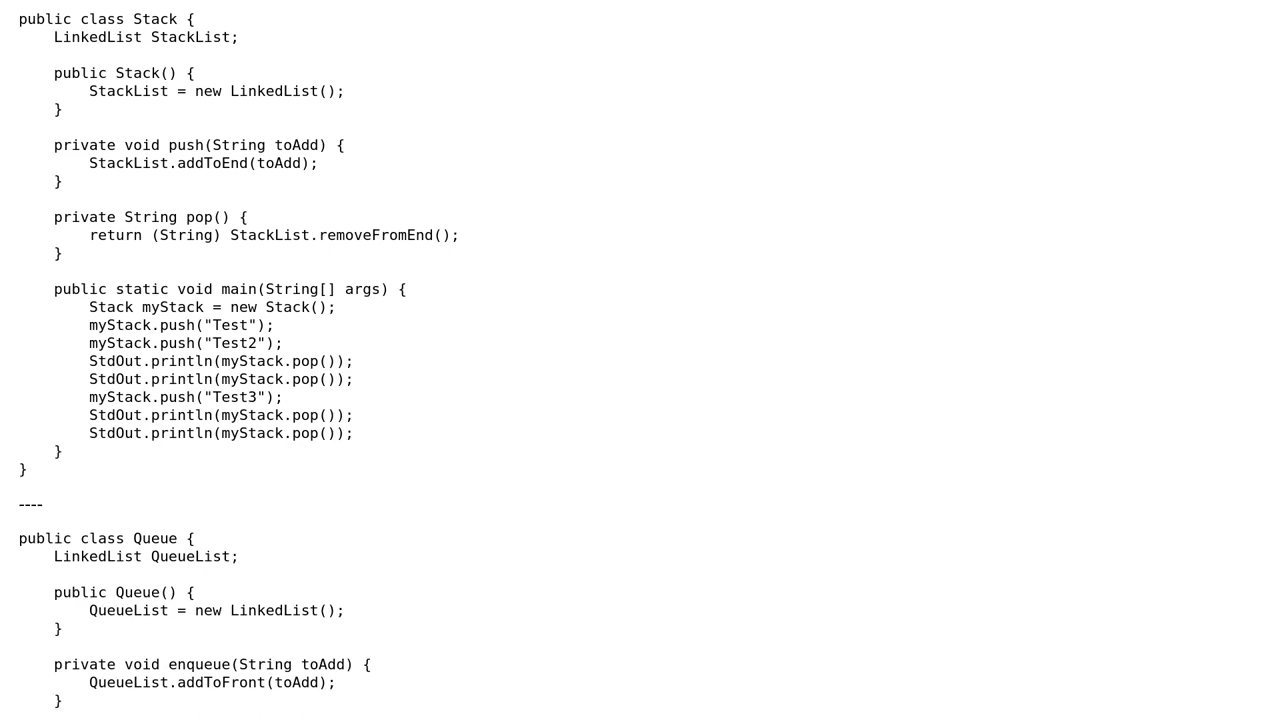 public class Stack {
    LinkedList StackList;

    public Stack() {
        StackList = new LinkedList();
    }

    private void push(String toAdd) {
        StackList.addToEnd(toAdd);
    }

    private String pop() {
        return (String) StackList.removeFromEnd();
    }

    public static void main(String[] args) {
        Stack myStack = new Stack();
        myStack.push("Test");
        myStack.push("Test2");
        StdOut.println(myStack.pop());
        StdOut.println(myStack.pop());
        myStack.push("Test3");
        StdOut.println(myStack.pop());
        StdOut.println(myStack.pop());
    }
}

----

public class Queue {
    LinkedList QueueList;

    public Queue() {
        QueueList = new LinkedList();
    }

    private void enqueue(String toAdd) {
        QueueList.addToFront(toAdd);
    }